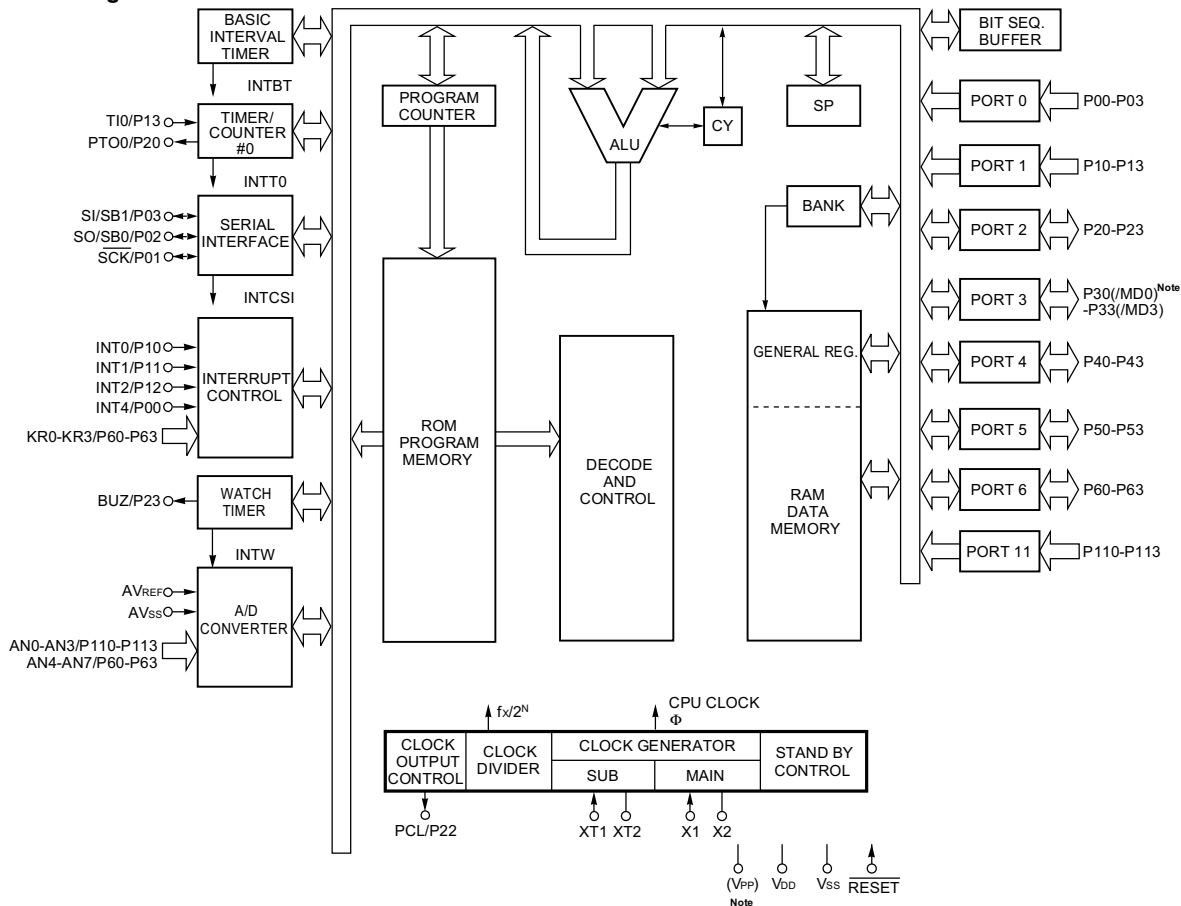 BASIC
INTERVAL
TIMER
INTBT
TI0/P13
PTO0/P20
TIMER/
COUNTER
#0
INTT0
SI/SB1/P03
SO/SB0/P02
SCK/P01
SERIAL
INTERFACE
INTCSI
INT0/P10
INT1/P11
INT2/P12
INT4/P00
KR0-KR3/P60-P63
INTERRUPT
CONTROL
BUZ/P23
WATCH
TIMER
INTW
AVREF
AVSS
AN0-AN3/P110-P113
AN4-AN7/P60-P63
A/D
CONVERTER
PROGRAM
COUNTER
ALU
CY
SP
BANK
ROM
PROGRAM
MEMORY
DECODE
AND
CONTROL
GENERAL REG.
RAM
DATA
MEMORY
BIT SEQ.
BUFFER
PORT 0 P00-P03
PORT 1 P10-P13
PORT 2 P20-P23
PORT 3 P30(/MD0)Note
-P33(/MD3)
PORT 4 P40-P43
PORT 5 P50-P53
PORT 6 P60-P63
PORT 11 P110-P113
fX/2N
CPU CLOCK
Φ
CLOCK
OUTPUT
CONTROL
CLOCK
DIVIDER
CLOCK GENERATOR
SUB MAIN
STAND BY
CONTROL
PCL/P22
XT1 XT2 X1 X2
(VPP) VDD VSS RESET
Note